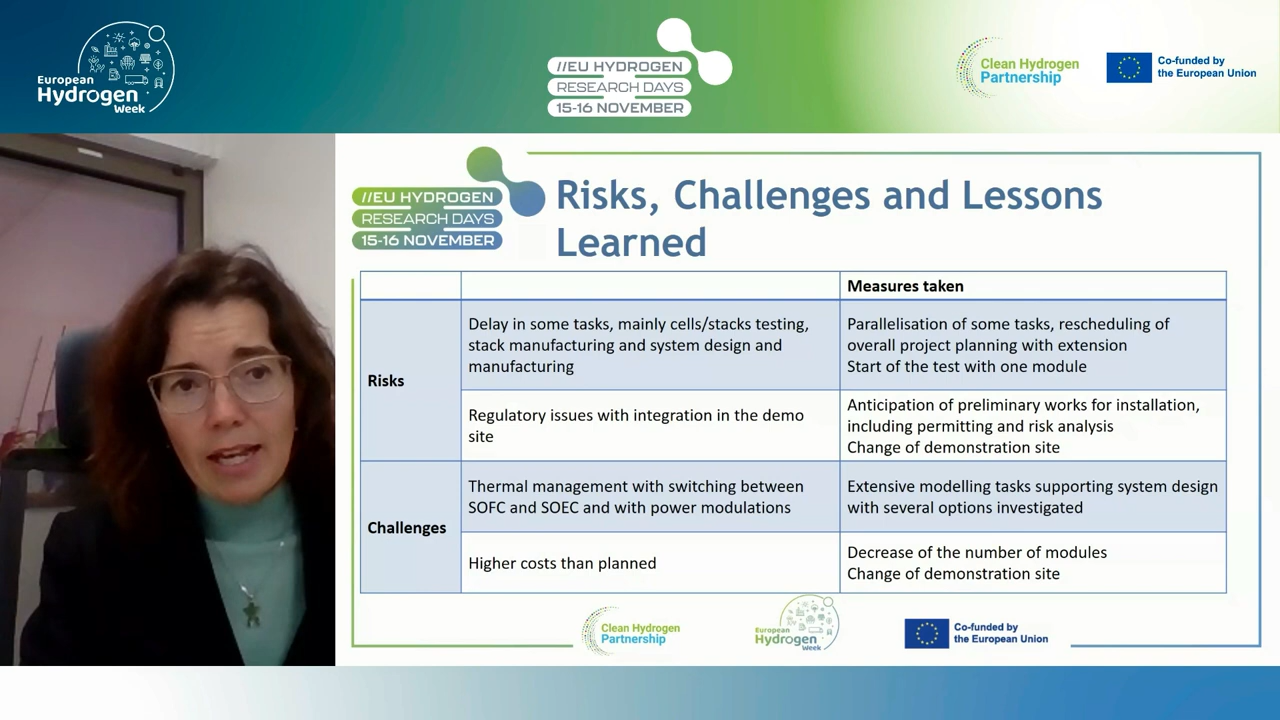 European
Hydrogen
Week
//EU HYDROGEN
RESEARCH DAYS
15-16 NOVEMBER
Clean Hydrogen
Partnership
Co-funded by
the European Union
//EU HYDROGEN
RESEARCH DAYS
15-16 NOVEMBER
Risks, Challenges and Lessons
Learned
Measures taken
Risks
Delay in some tasks, mainly cells/stacks testing,
stack manufacturing and system design and
manufacturing
Parallelisation of some tasks, rescheduling of
overall project planning with extension
Start of the test with one module
Regulatory issues with integration in the demo
site
Anticipation of preliminary works for installation,
including permitting and risk analysis
Change of demonstration site
Challenges
Thermal management with switching between
SOFC and SOEC and with power modulations
Extensive modelling tasks supporting system design
with several options investigated
Higher costs than planned
Decrease of the number of modules
Change of demonstration site
Clean Hydrogen
Partnership
European
Hydrogen
Week
Co-funded by
the European Union